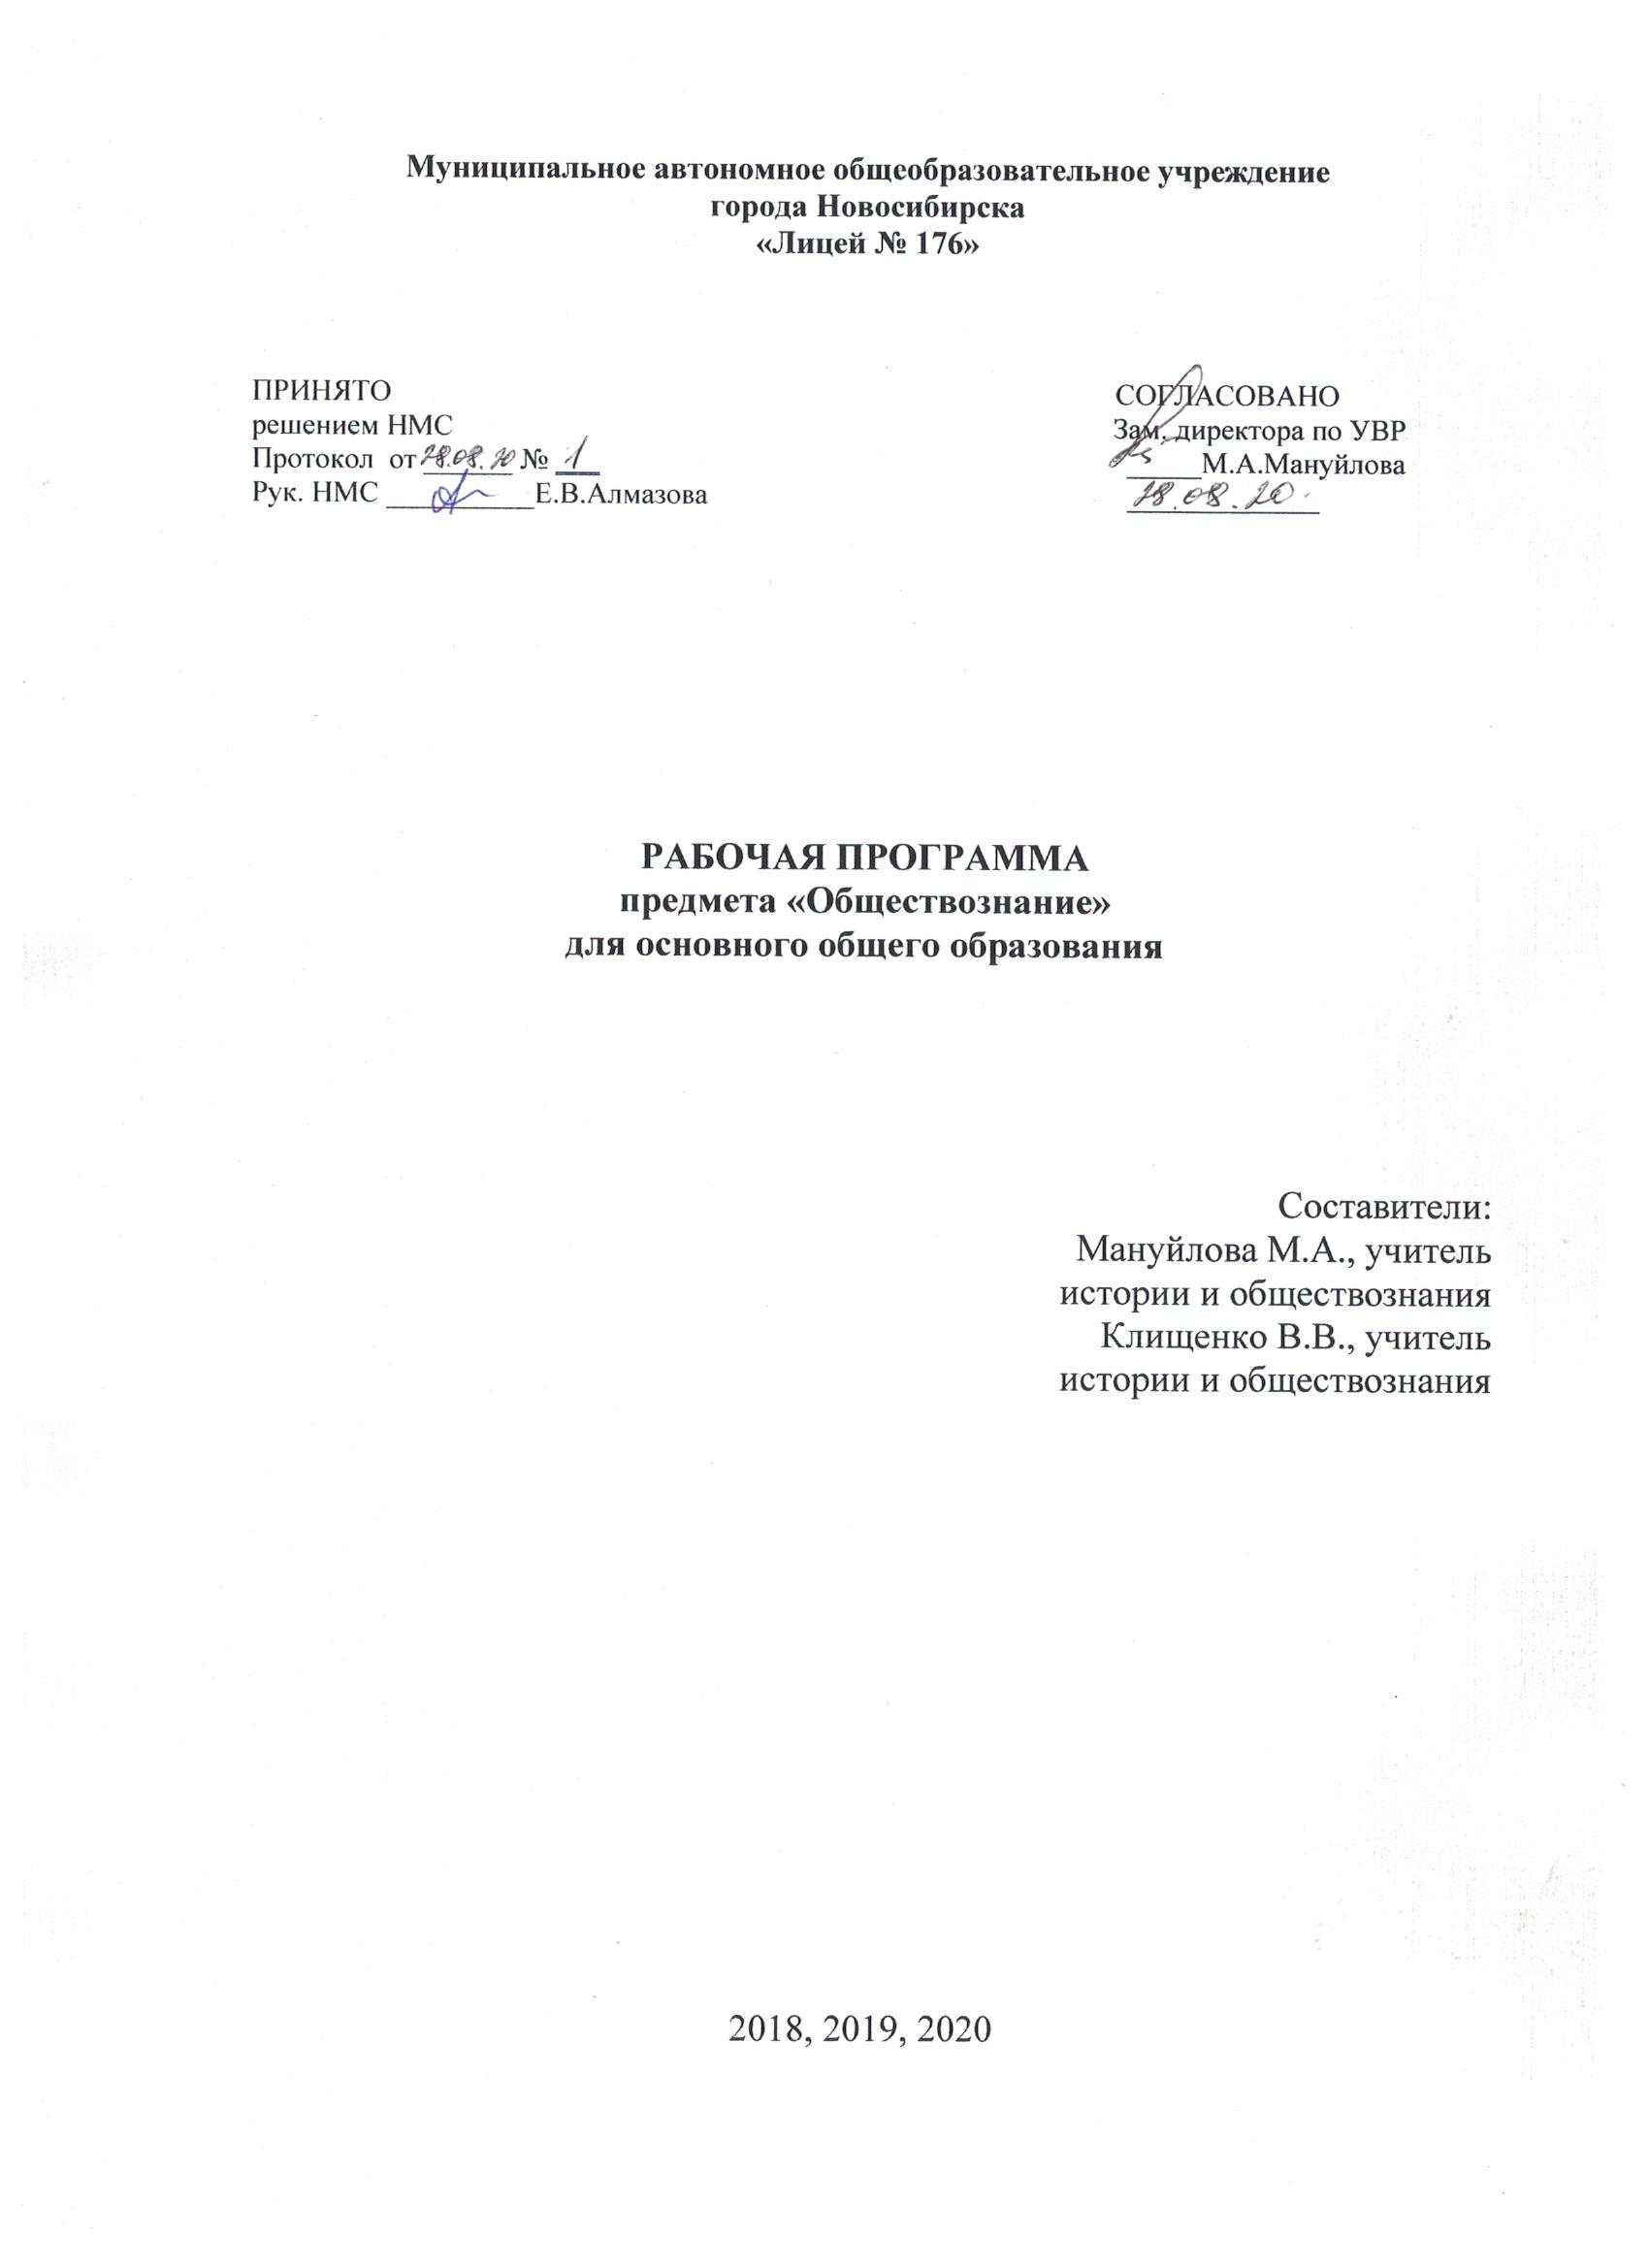 Муниципальное автономное общеобразовательное учреждение
города Новосибирска
«Лицей № 176»
ПРИНЯТО
решением НМС
Протокол от 28.08.20 № 1
Рук. НМС __________Е.В.Алмазова
СОГЛАСОВАНО
Зам. директора по УВР
_____М.А.Мануйлова
28.08.20.
РАБОЧАЯ ПРОГРАММА
предмета «Обществознание»
для основного общего образования
Составители:
Мануйлова М.А., учитель
истории и обществознания
Клищенко В.В., учитель
истории и обществознания
2018, 2019, 2020